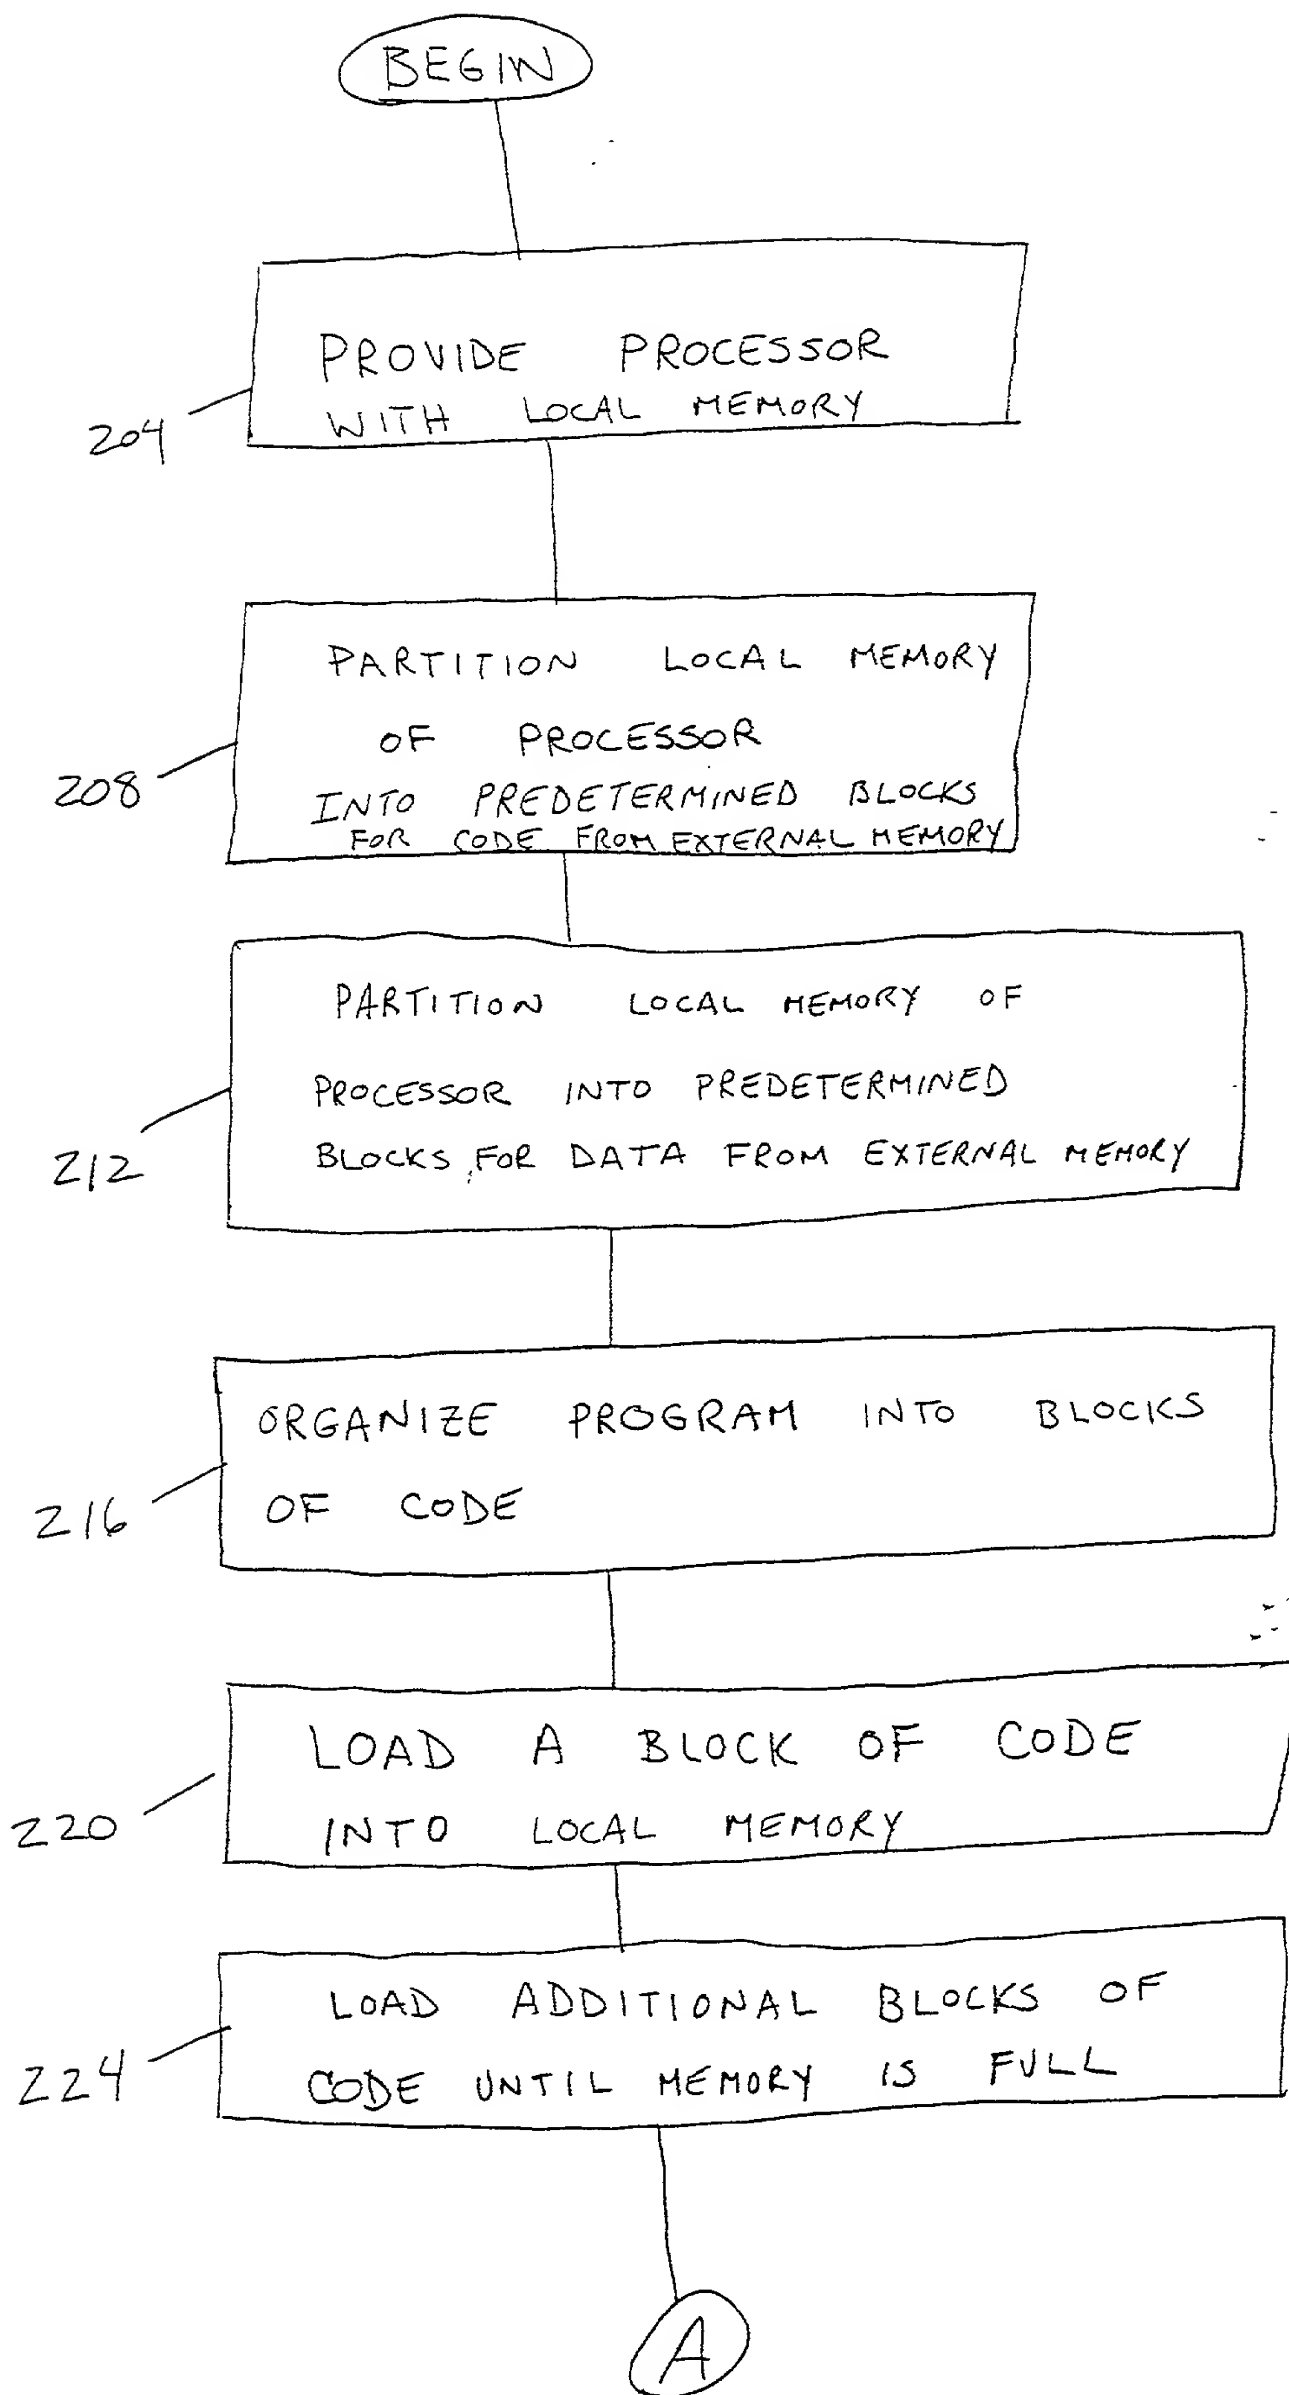 BEGIN
PROVIDE PROCESSOR
WITH LOCAL MEMORY
204
PARTITION LOCAL MEMORY
OF PROCESSOR
INTO PREDETERMINED BLOCKS
FOR CODE FROM EXTERNAL MEMORY
208
PARTITION LOCAL MEMORY OF
PROCESSOR INTO PREDETERMINED
BLOCKS FOR DATA FROM EXTERNAL MEMORY
212
ORGANIZE PROGRAM INTO BLOCKS
OF CODE
216
LOAD A BLOCK OF CODE
INTO LOCAL MEMORY
220
LOAD ADDITIONAL BLOCKS OF
CODE UNTIL MEMORY IS FULL
224
A